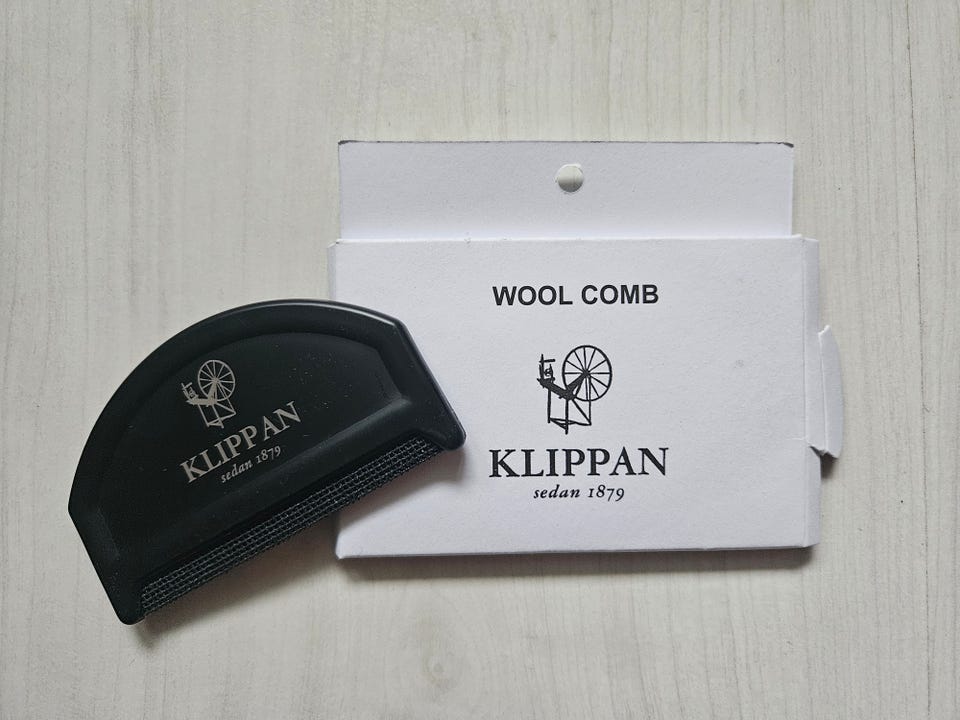 WOOL COMB
KLIPPAN
sedan 1879
KLIPPAN
sedan 1879